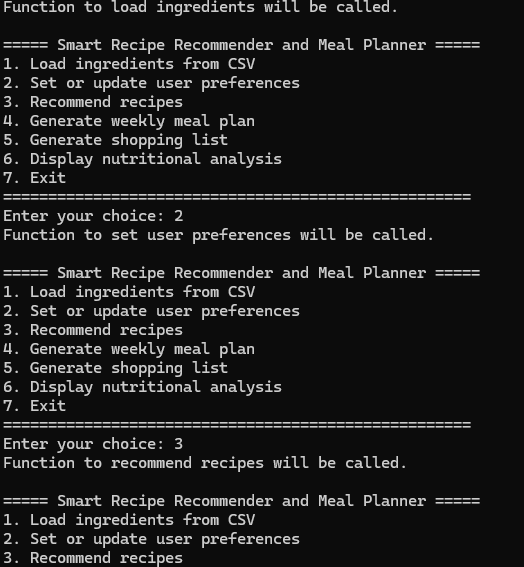 Function to load ingredients will be called.
===== Smart Recipe Recommender and Meal Planner =====
1. Load ingredients from CSV
2. Set or update user preferences
3. Recommend recipes
4. Generate weekly meal plan
5. Generate shopping list
6. Display nutritional analysis
7. Exit
====================================================
Enter your choice: 2
Function to set user preferences will be called.
===== Smart Recipe Recommender and Meal Planner =====
1. Load ingredients from CSV
2. Set or update user preferences
3. Recommend recipes
4. Generate weekly meal plan
5. Generate shopping list
6. Display nutritional analysis
7. Exit
====================================================
Enter your choice: 3
Function to recommend recipes will be called.
===== Smart Recipe Recommender and Meal Planner =====
1. Load ingredients from CSV
2. Set or update user preferences
3. Recommend recipes